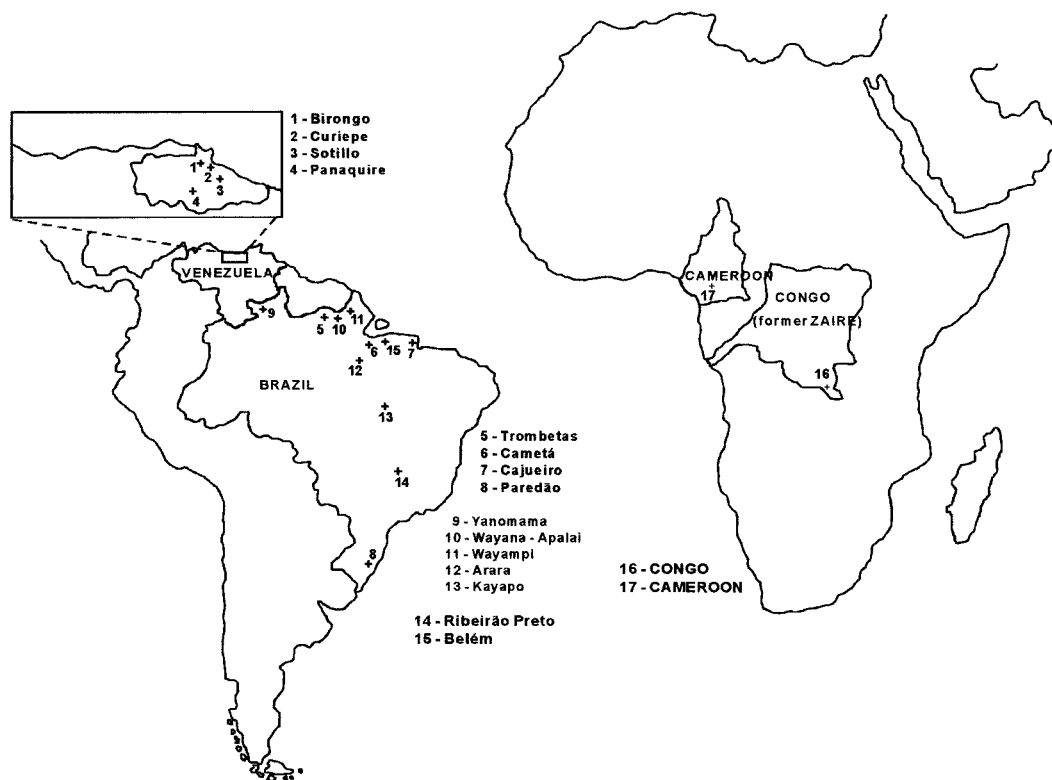 1 - Birongo
2 - Curiepe
3 - Sotillo
4 - Panaquire
1
2
3
4
VENEZUELA
9
5
10
11
6
15
7
12
BRAZIL
13
14
8
5 - Trombetas
6 - Cametá
7 - Cajueiro
8 - Paredão
9 - Yanomama
10 - Wayana - Apalai
11 - Wayampi
12 - Arara
13 - Kayapo
14 - Ribeirão Preto
15 - Belém
CAMEROON
17
CONGO
(former ZAIRE)
16
16 - CONGO
17 - CAMEROON